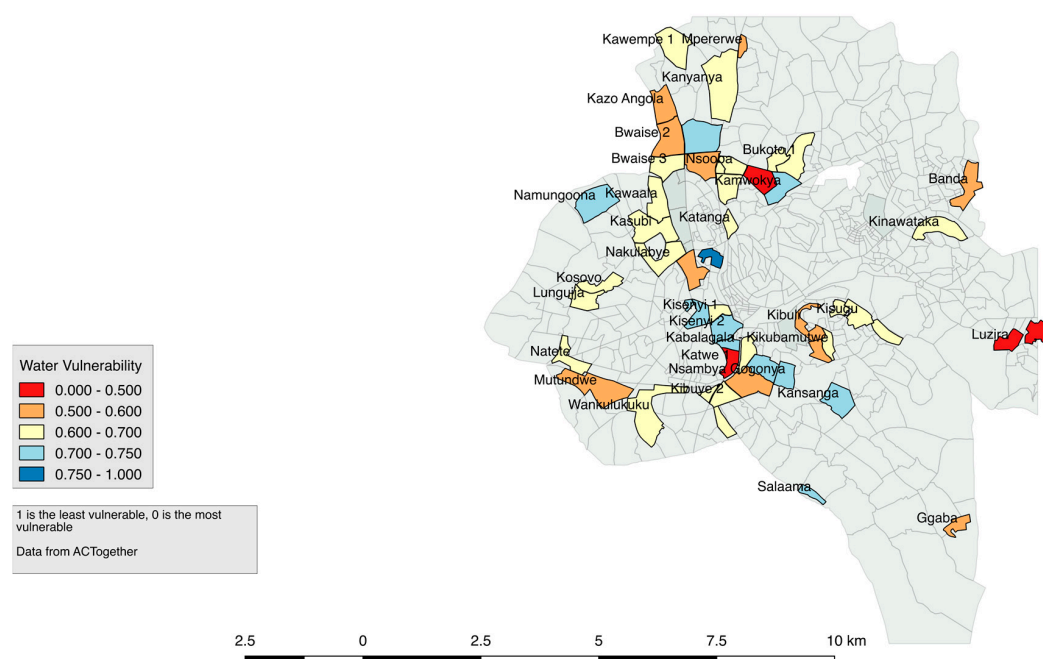 Kawempe 1
Mpererwe
Kanyanya
Kazo Angola
Bwaise 2
Bukoto 1
Bwaise 3
Nsooba
Banda
Kamwokya
Namungoona
Kawaala
Kasubi
Katanga
Kinawataka
Nakulabye
Kosovo
Lungujja
Kisenyi 1
Kisugu
Kibuli
Kisenyi 2
Luzira
Kabalagala
Kikubamutwe
Natete
Katwe 1
Water Vulnerability
Nsambya Gogonya
Mutundwe
0.000 - 0.500
Kibuye 2
Kansanga
Wankulukuku
0.500 - 0.600
0.600 - 0.700
0.700 - 0.750
0.750 - 1.000
Salaama
Ggaba
1 is the least vulnerable, 0 is the most
vulnerable
Data from ACTogether
2.5 0 2.5 5 7.5 10 km